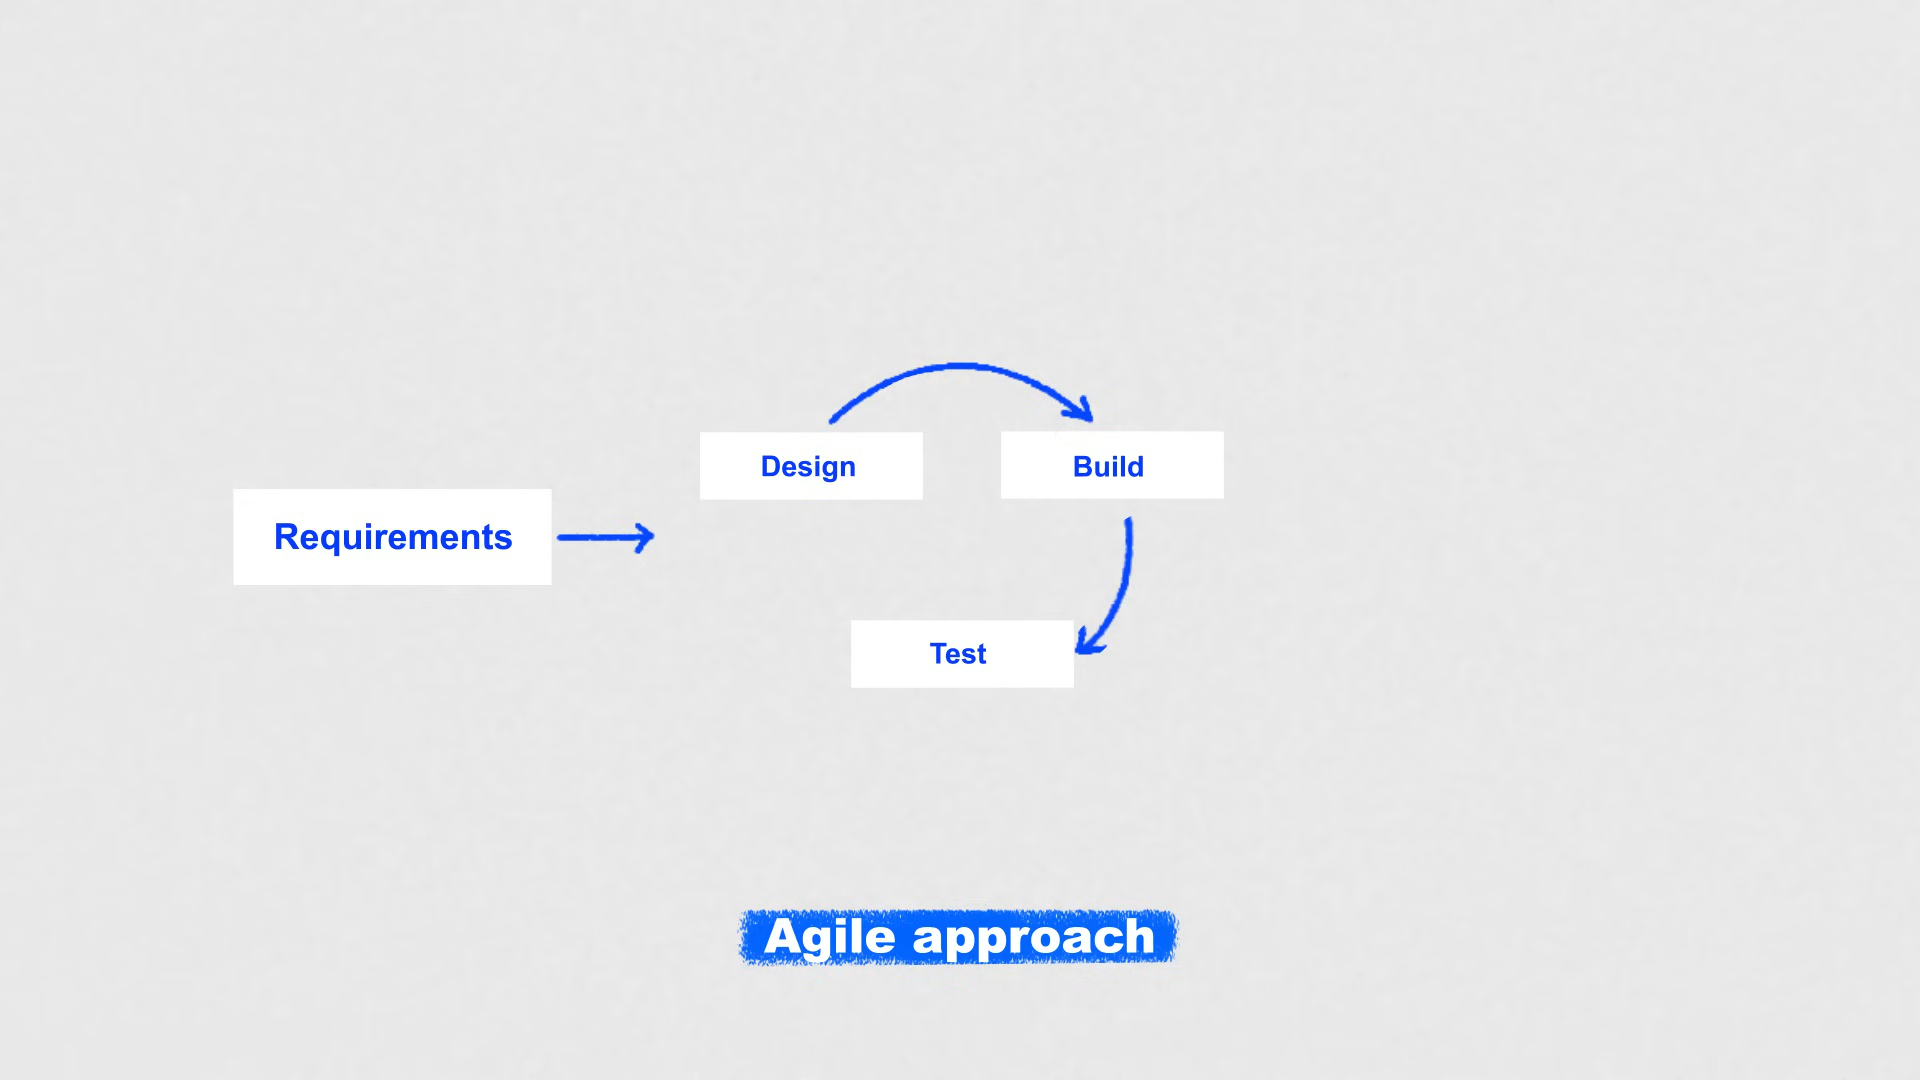 Design
Build
Requirements
Test
Agile approach